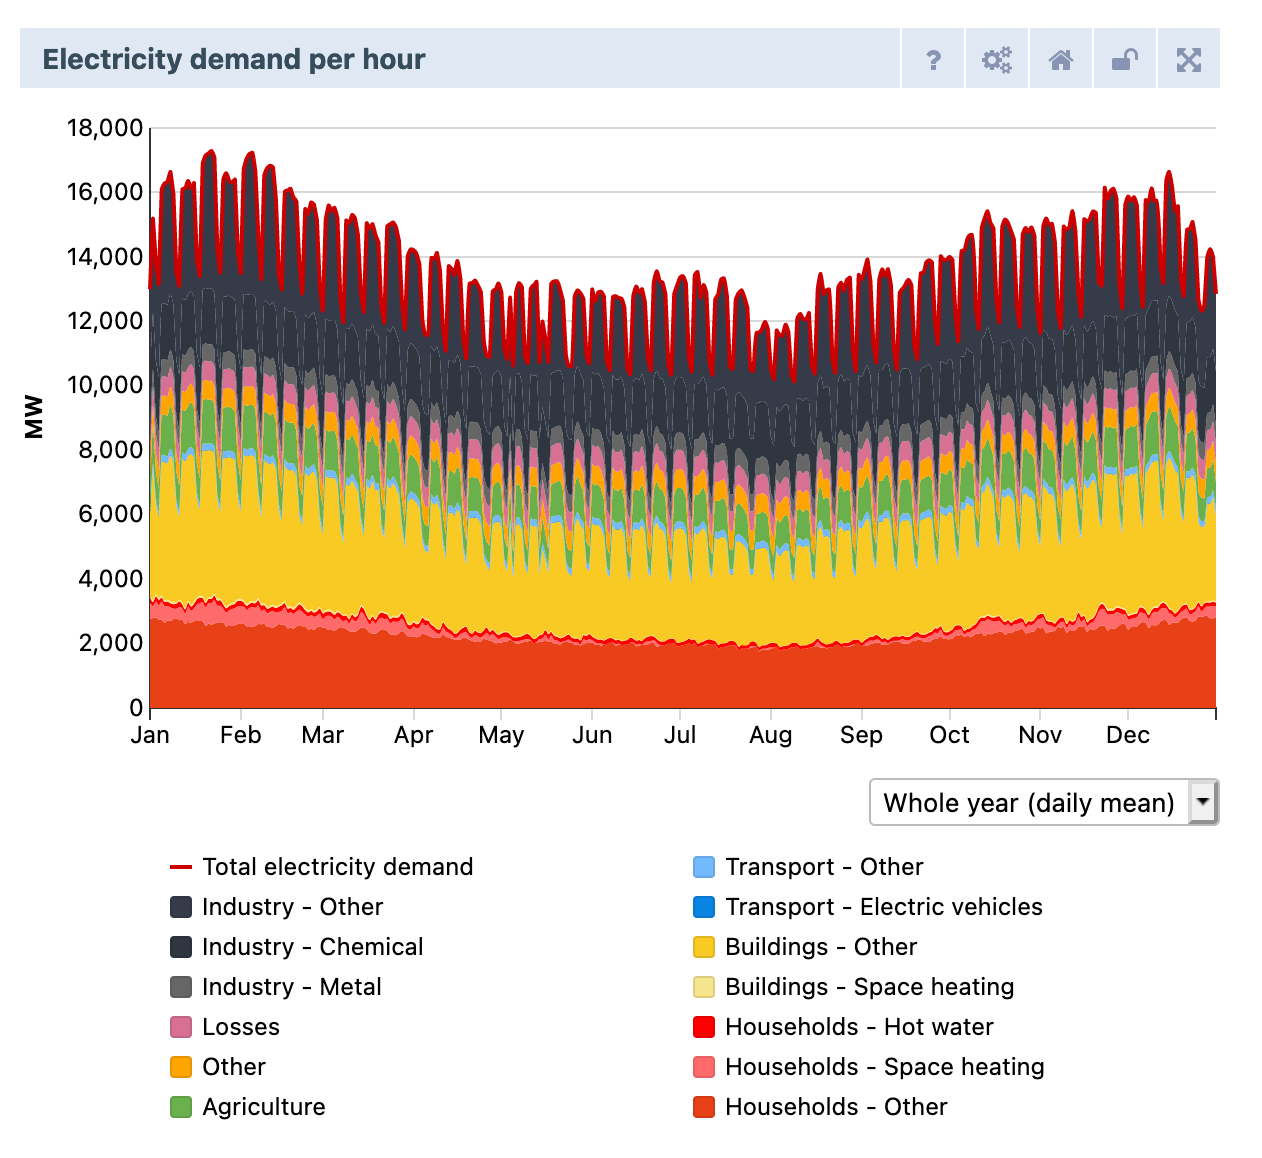 Electricity demand per hour
?
18,000
16,000
14,000
12,000
10,000
8,000
6,000
4,000
2,000
0
MW
Jan Feb Mar Apr May Jun Jul Aug Sep Oct Nov Dec
Whole year (daily mean)
Total electricity demand
Industry - Other
Industry - Chemical
Industry - Metal
Losses
Other
Agriculture
Transport - Other
Transport - Electric vehicles
Buildings - Other
Buildings - Space heating
Households - Hot water
Households - Space heating
Households - Other